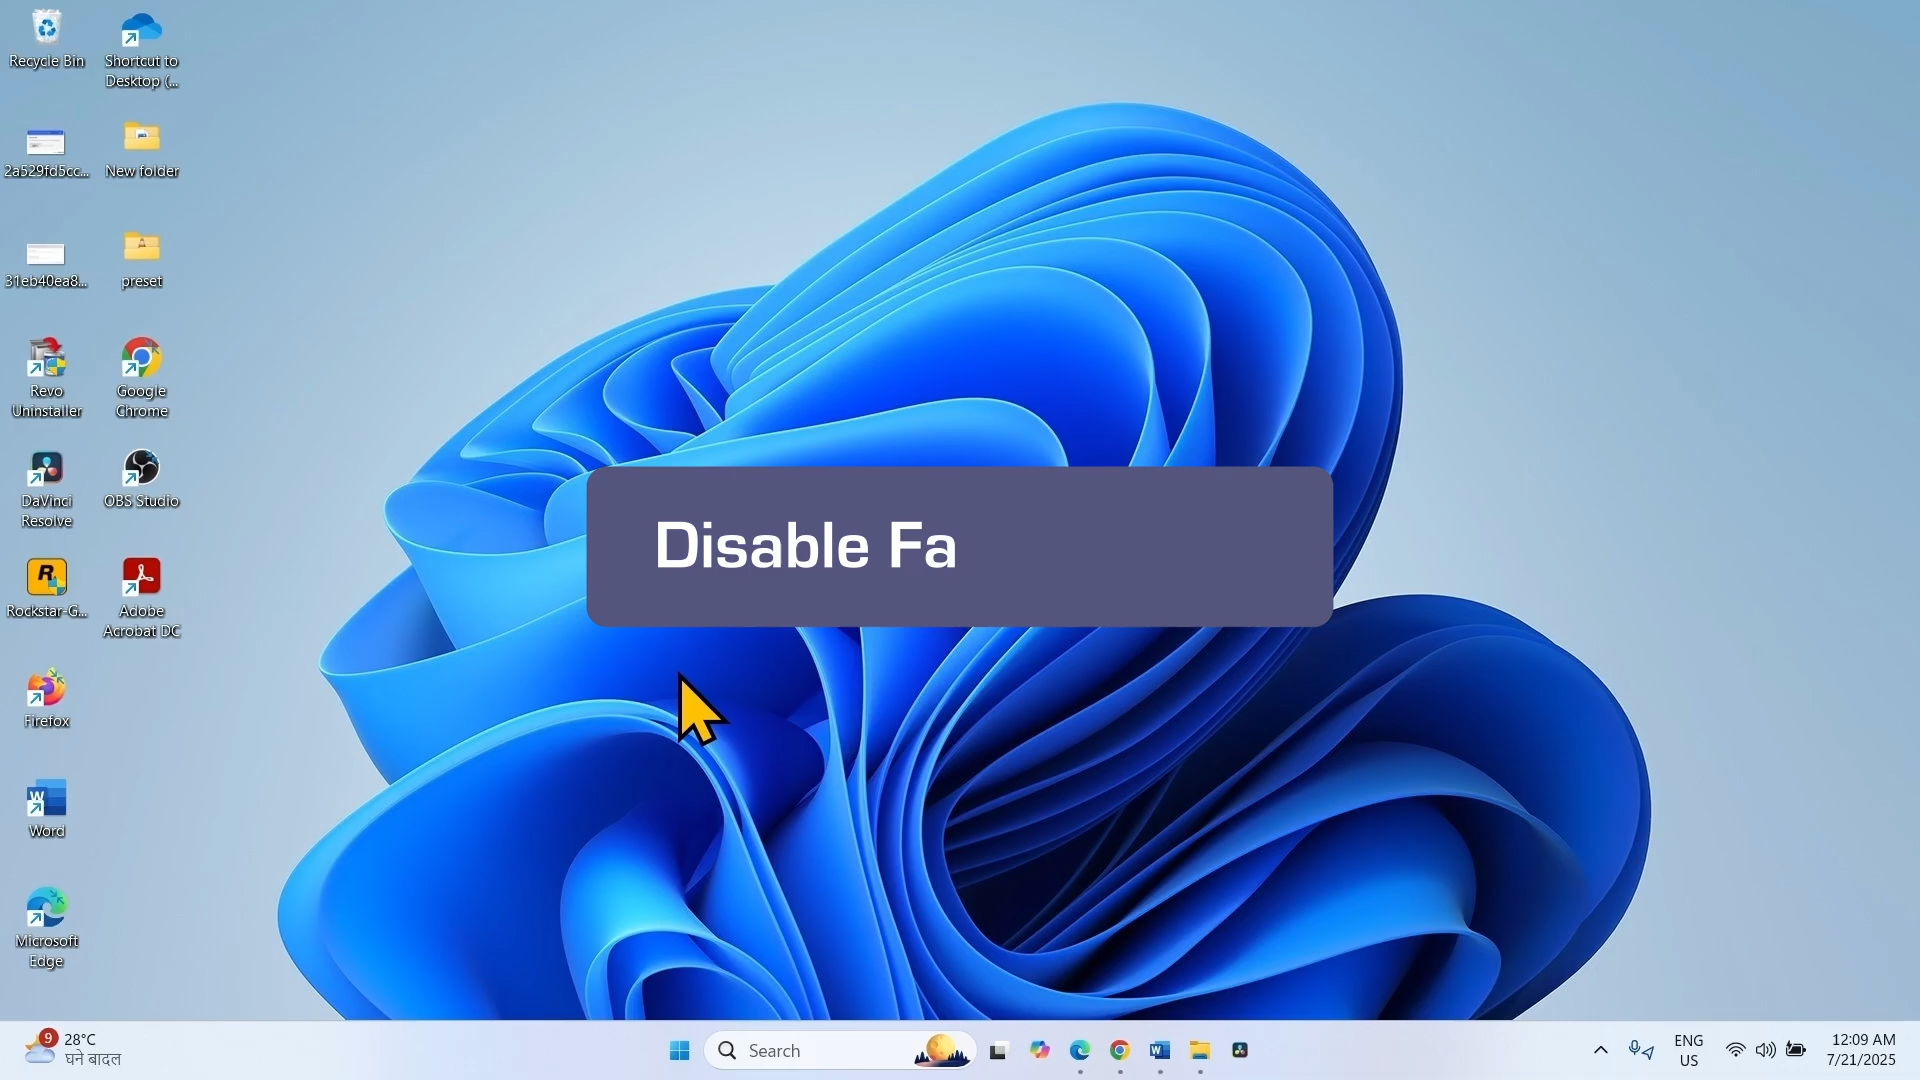 Recycle Bin
Shortcut to
Desktop (...
2a529fd5cc...
New folder
31eb40ea8...
preset
Revo
Uninstaller
Google
Chrome
DaVinci
Resolve
OBS Studio
Rockstar-G...
Adobe
Acrobat DC
Firefox
Word
Microsoft
Edge
Disable Fa
9
28°C
घने बादल
Search
ENG
US
12:09 AM
7/21/2025